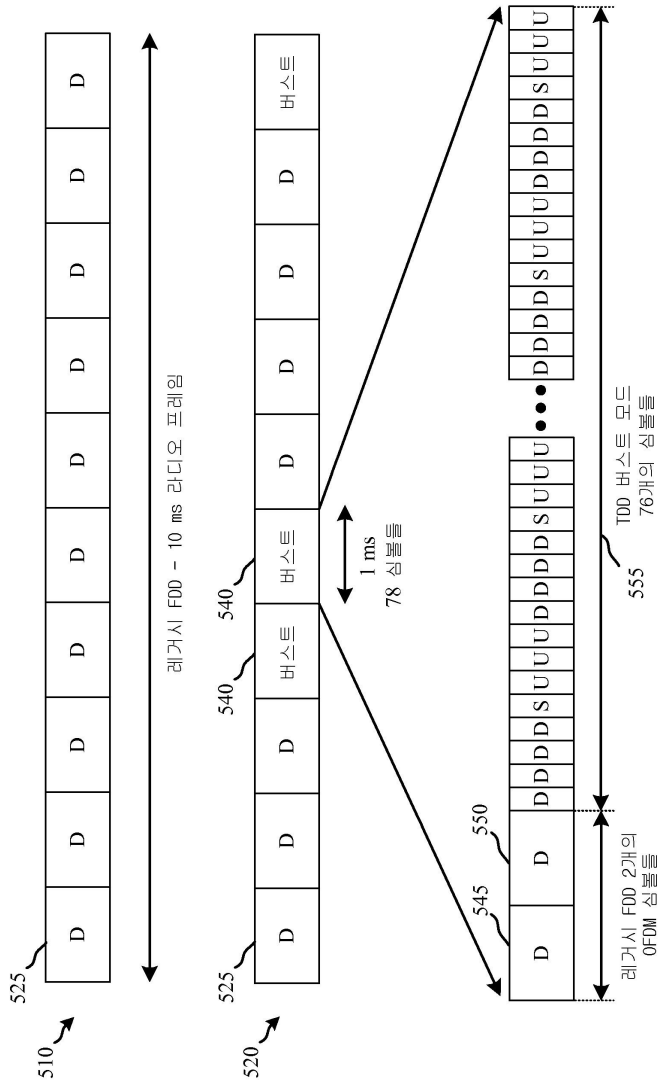 510
525
D D D D D D D D D D
레거시 FDD - 10 ms 라디오 프레임
520
525
540
540
D D D 버스트 버스트 D D D D 버스트
1 ms
78 심볼들
545
550
D D D D D D S U U U D D D D S U U U ••• D D D D S U U U D D D D S U U U
레거시 FDD 2개의
OFDM 심볼들
555
TDD 버스트 모드
76개의 심볼들